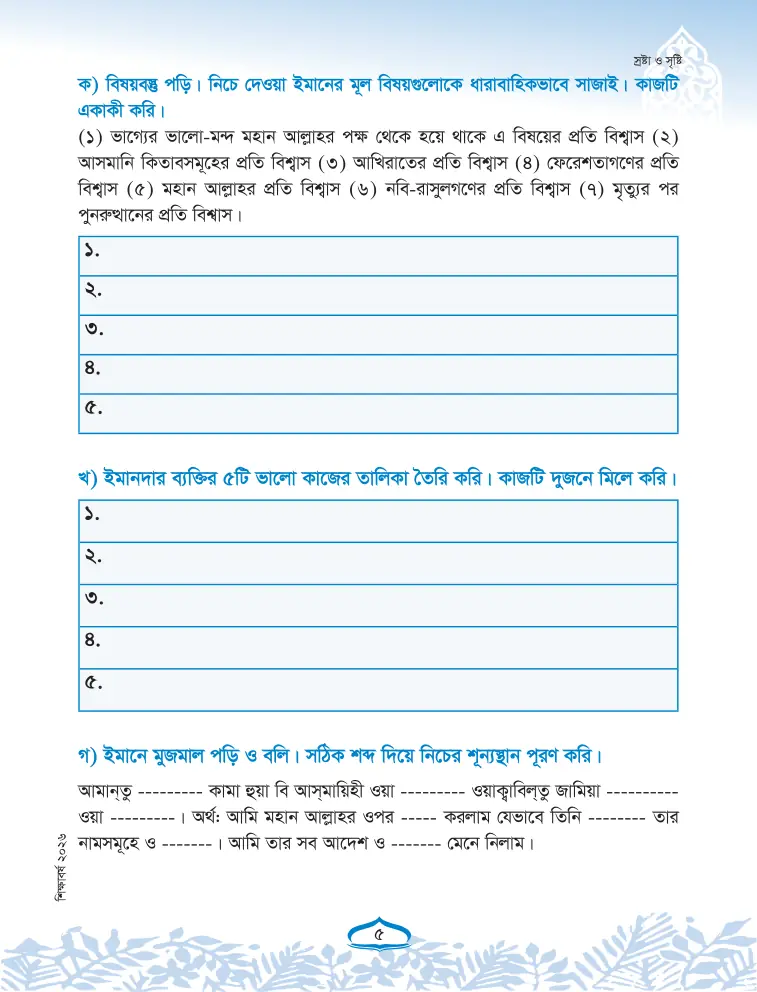 স্রষ্টা ও সৃষ্টি
ক) বিষয়বস্তু পড়ি। নিচে দেওয়া ইমানের মূল বিষয়গুলোকে ধারাবাহিকভাবে সাজাই। কাজটি
একাকী করি।
(১) ভাগ্যের ভালো-মন্দ মহান আল্লাহর পক্ষ থেকে হয়ে থাকে এ বিষয়ের প্রতি বিশ্বাস (২)
আসমানি কিতাবসমূহের প্রতি বিশ্বাস (৩) আখিরাতের প্রতি বিশ্বাস (৪) ফেরেশতাগণের প্রতি
বিশ্বাস (৫) মহান আল্লাহর প্রতি বিশ্বাস (৬) নবি-রাসুলগণের প্রতি বিশ্বাস (৭) মৃত্যুর পর
পুনরুত্থানের প্রতি বিশ্বাস।
১.
২.
৩.
৪.
৫.
খ) ইমানদার ব্যক্তির ৫টি ভালো কাজের তালিকা তৈরি করি। কাজটি দুজনে মিলে করি।
১.
২.
৩.
৪.
৫.
গ) ইমানে মুজমাল পড়ি ও বলি। সঠিক শব্দ দিয়ে নিচের শূন্যস্থান পূরণ করি।
আমান্‌তু --------- কামা হুয়া বি আস্‌মায়িহী ওয়া --------- ওয়াক্বাবিল্‌তু জামিয়া ----------
ওয়া ---------। অর্থ: আমি মহান আল্লাহর ওপর ----- করলাম যেভাবে তিনি -------- তার
নামসমূহে ও -------। আমি তার সব আদেশ ও ------- মেনে নিলাম।
শিক্ষাবর্ষ ২০২৬
৫